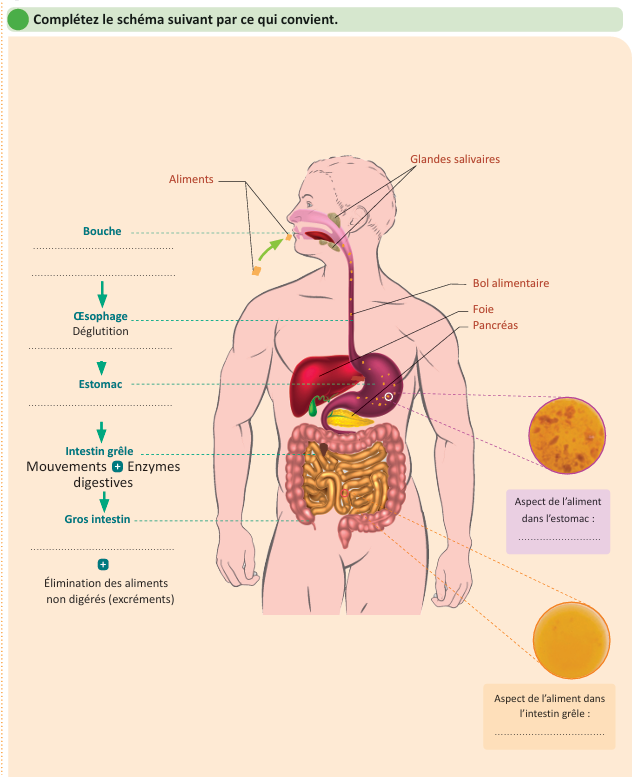 Complétez le schéma suivant par ce qui convient.
Glandes salivaires
Aliments
Bouche
Bol alimentaire
Œsophage
Déglutition
Foie
Pancréas
Estomac
Intestin grêle
Mouvements + Enzymes
digestives
Gros intestin
+
Élimination des aliments
non digérés (excréments)
Aspect de l’aliment
dans l’estomac :
Aspect de l’aliment dans
l’intestin grêle :